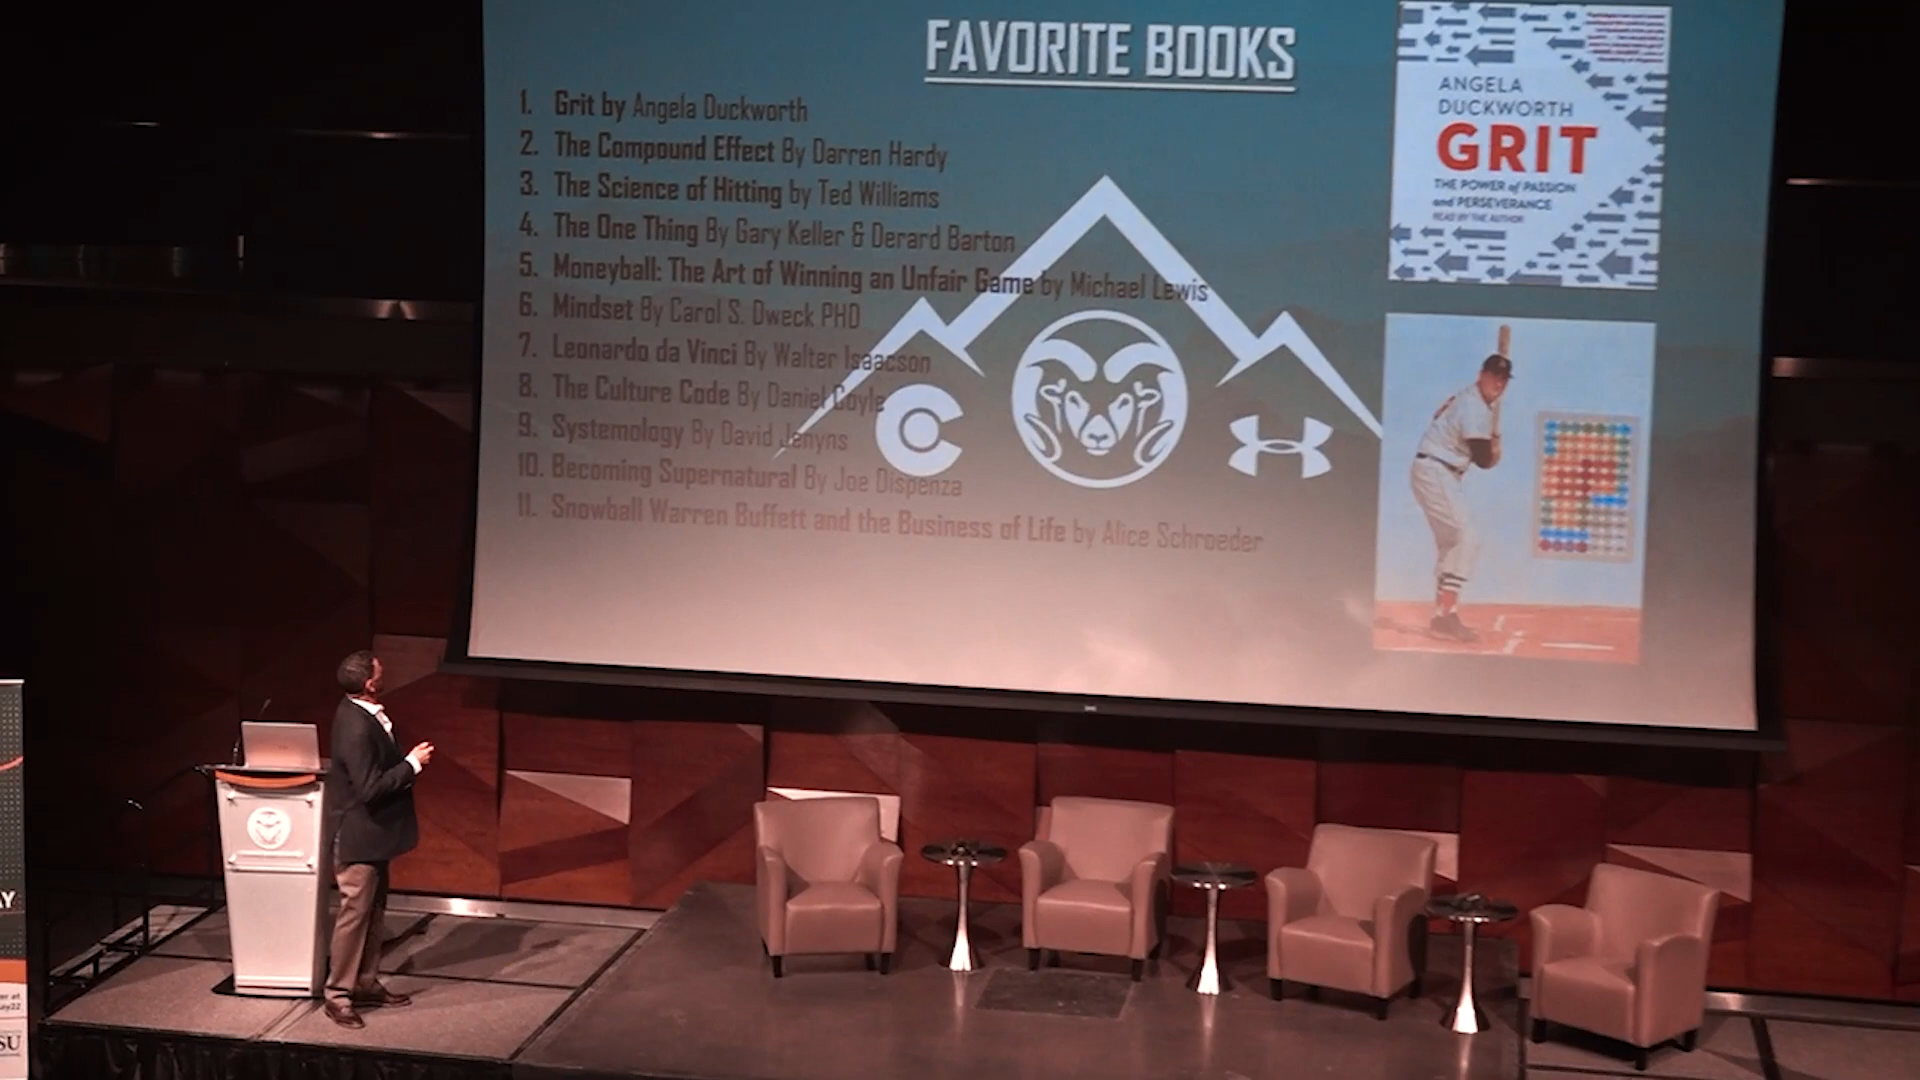 FAVORITE BOOKS
1. Grit by Angela Duckworth
2. The Compound Effect By Darren Hardy
3. The Science of Hitting by Ted Williams
4. The One Thing By Gary Keller & Derard Barton
5. Moneyball: The Art of Winning an Unfair Game by Michael Lewis
6. Mindset By Carol S. Dweck PHD
7. Leonardo da Vinci By Walter Isaacson
8. The Culture Code By Daniel Coyle
9. Systemology By David Jenyns
10. Becoming Supernatural By Joe Dispenza
11. Snowball Warren Buffett and the Business of Life by Alice Schroeder
ANGELA
DUCKWORTH
GRIT
THE POWER of PASSION
and PERSEVERANCE
READ BY THE AUTHOR
AY
er at
ay22
SU